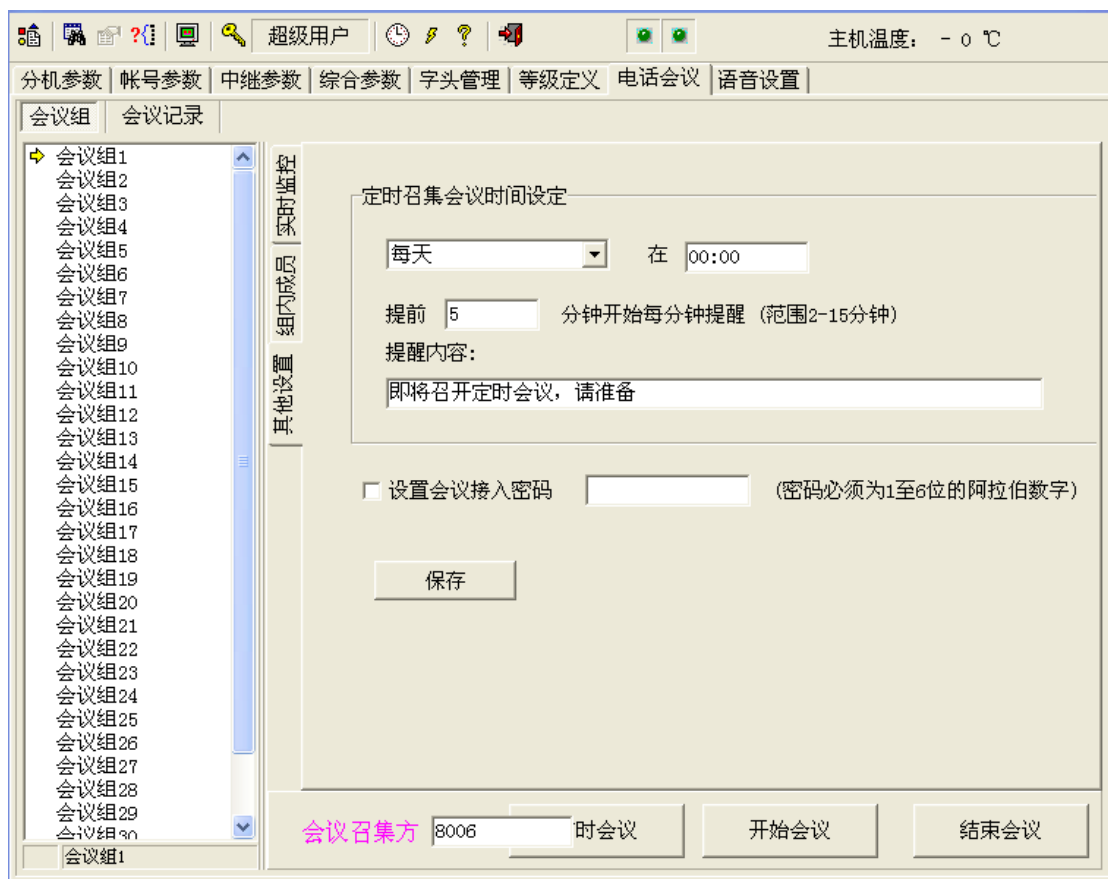 超级用户 主机温度： - 0 ℃
分机参数 帐号参数 中继参数 综合参数 字头管理 等级定义 电话会议 语音设置
会议组 会议记录
会议组1
会议组2
会议组3
会议组4
会议组5
会议组6
会议组7
会议组8
会议组9
会议组10
会议组11
会议组12
会议组13
会议组14
会议组15
会议组16
会议组17
会议组18
会议组19
会议组20
会议组21
会议组22
会议组23
会议组24
会议组25
会议组26
会议组27
会议组28
会议组29
会议组30
会议组1
实时监控
组内成员
其他设置
定时召集会议时间设定
每天 在 00:00
提前 5 分钟开始每分钟提醒 (范围2-15分钟)
提醒内容:
即将召开定时会议，请准备
设置会议接入密码 (密码必须为1至6位的阿拉伯数字)
保存
会议召集方 8006 时会议 开始会议 结束会议